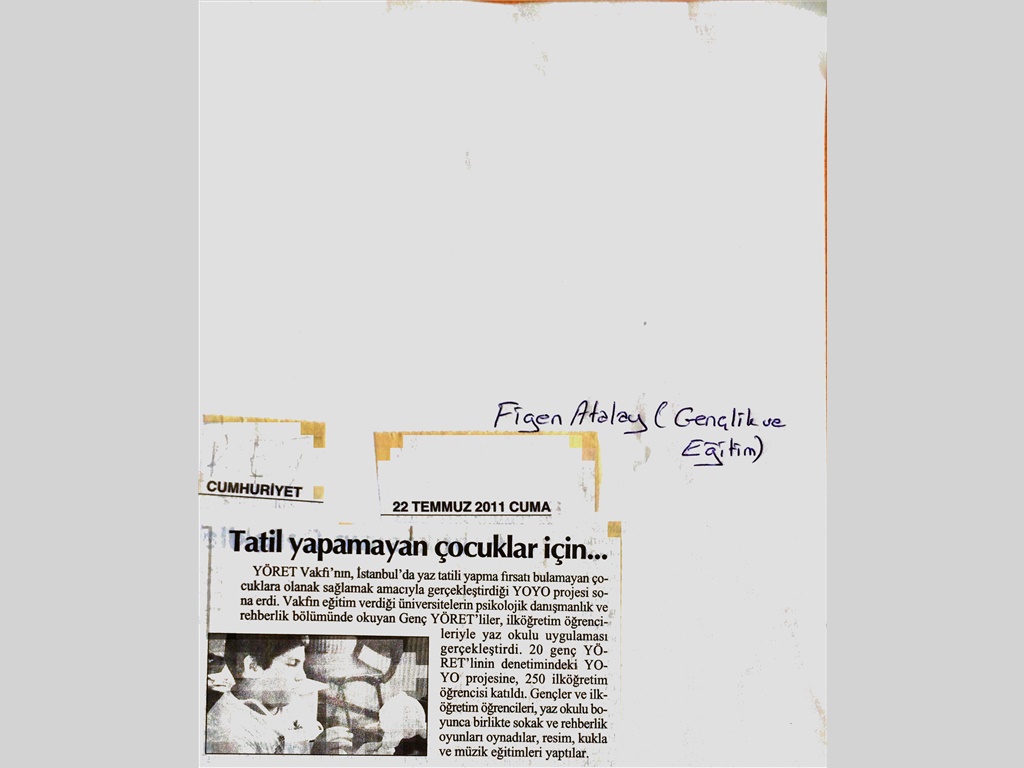 Figen Atalay (Gençlik ve
Eğitim)
CUMHURİYET
22 TEMMUZ 2011 CUMA
Tatil yapamayan çocuklar için...
YÖRET Vakfı'nın, İstanbul'da yaz tatili yapma fırsatı bulamayan ço-
cuklara olanak sağlamak amacıyla gerçekleştirdiği YOYO projesi so-
na erdi. Vakfın eğitim verdiği üniversitelerin psikolojik danışmanlık ve
rehberlik bölümünde okuyan Genç YÖRET'liler, ilköğretim öğrenci-
leriyle yaz okulu uygulaması
gerçekleştirdi. 20 genç YÖ-
RET'linin denetimindeki YO-
YO projesine, 250 ilköğretim
öğrencisi katıldı. Gençler ve ilk-
öğretim öğrencileri, yaz okulu bo-
yunca birlikte sokak ve rehberlik
oyunları oynadılar, resim, kukla
ve müzik eğitimleri yaptılar.